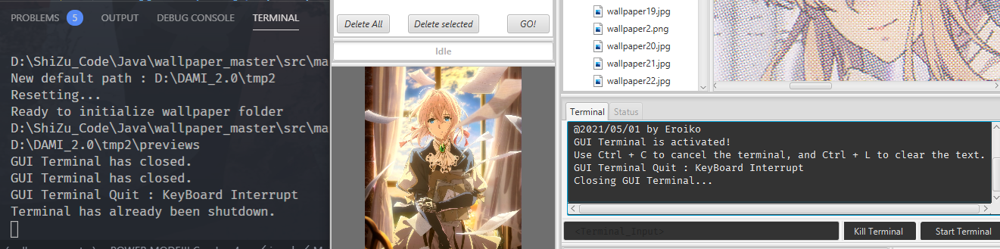 PROBLEMS 5 OUTPUT DEBUG CONSOLE TERMINAL
D:\ShiZu_Code\Java\wallpaper_master\src\ma
New default path : D:\DAMI_2.0\tmp2
Resetting...
Ready to initialize wallpaper folder
D:\ShiZu_Code\Java\wallpaper_master\src\ma
D:\DAMI_2.0\tmp2\previews
GUI Terminal has closed.
GUI Terminal has closed.
GUI Terminal Quit : KeyBoard Interrupt
Terminal has already been shutdown.
Delete All Delete selected GO!
Idle
wallpaper19.jpg
wallpaper2.png
wallpaper20.jpg
wallpaper21.jpg
wallpaper22.jpg
Terminal Status
@2021/05/01 by Eroiko
GUI Terminal is activated!
Use Ctrl + C to cancel the terminal, and Ctrl + L to clear the text.
GUI Terminal Quit : KeyBoard Interrupt
Closing GUI Terminal...
<Terminal_Input> Kill Terminal Start Terminal